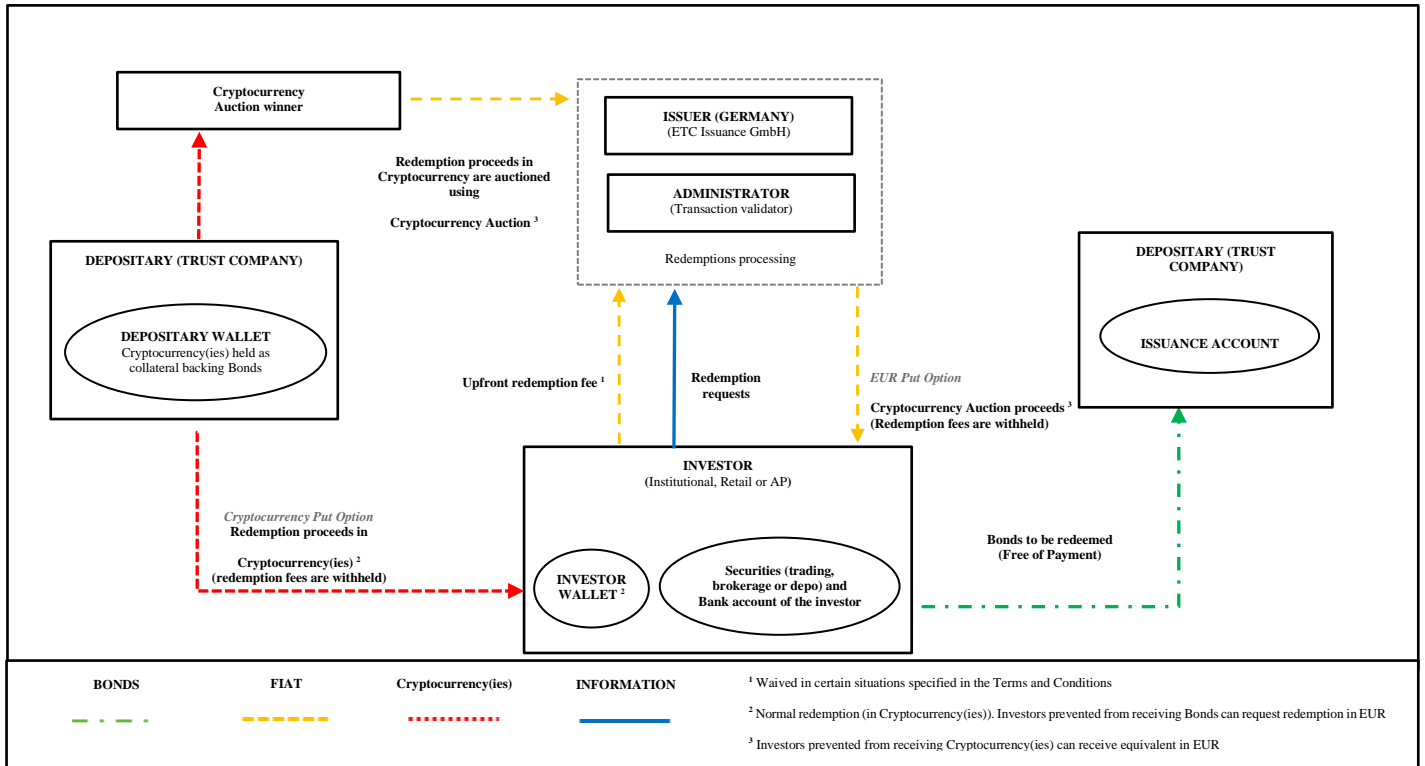 Cryptocurrency
Auction winner
ISSUER (GERMANY)
(ETC Issuance GmbH)
Redemption proceeds in
Cryptocurrency are auctioned
using
Cryptocurrency Auction ³
ADMINISTRATOR
(Transaction validator)
Redemptions processing
DEPOSITARY (TRUST COMPANY)
DEPOSITARY WALLET
Cryptocurrency(ies) held as
collateral backing Bonds
DEPOSITARY (TRUST
COMPANY)
ISSUANCE ACCOUNT
Upfront redemption fee ¹
Redemption
requests
EUR Put Option
Cryptocurrency Auction proceeds ³
(Redemption fees are withheld)
INVESTOR
(Institutional, Retail or AP)
Cryptocurrency Put Option
Redemption proceeds in
Cryptocurrency(ies) ²
(redemption fees are withheld)
INVESTOR
WALLET ²
Securities (trading,
brokerage or depo) and
Bank account of the investor
Bonds to be redeemed
(Free of Payment)
BONDS
FIAT
Cryptocurrency(ies)
INFORMATION
¹ Waived in certain situations specified in the Terms and Conditions
² Normal redemption (in Cryptocurrency(ies)). Investors prevented from receiving Bonds can request redemption in EUR
³ Investors prevented from receiving Cryptocurrency(ies) can receive equivalent in EUR